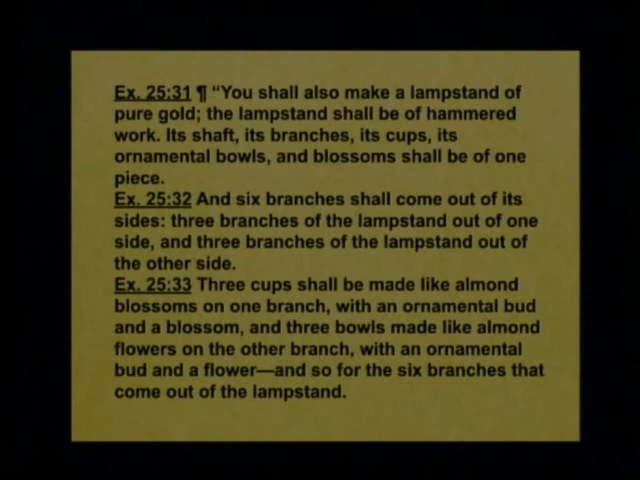 Ex. 25:31 ¶ “You shall also make a lampstand of
pure gold; the lampstand shall be of hammered
work. Its shaft, its branches, its cups, its
ornamental bowls, and blossoms shall be of one
piece.
Ex. 25:32 And six branches shall come out of its
sides: three branches of the lampstand out of one
side, and three branches of the lampstand out of
the other side.
Ex. 25:33 Three cups shall be made like almond
blossoms on one branch, with an ornamental bud
and a blossom, and three bowls made like almond
flowers on the other branch, with an ornamental
bud and a flower—and so for the six branches that
come out of the lampstand.